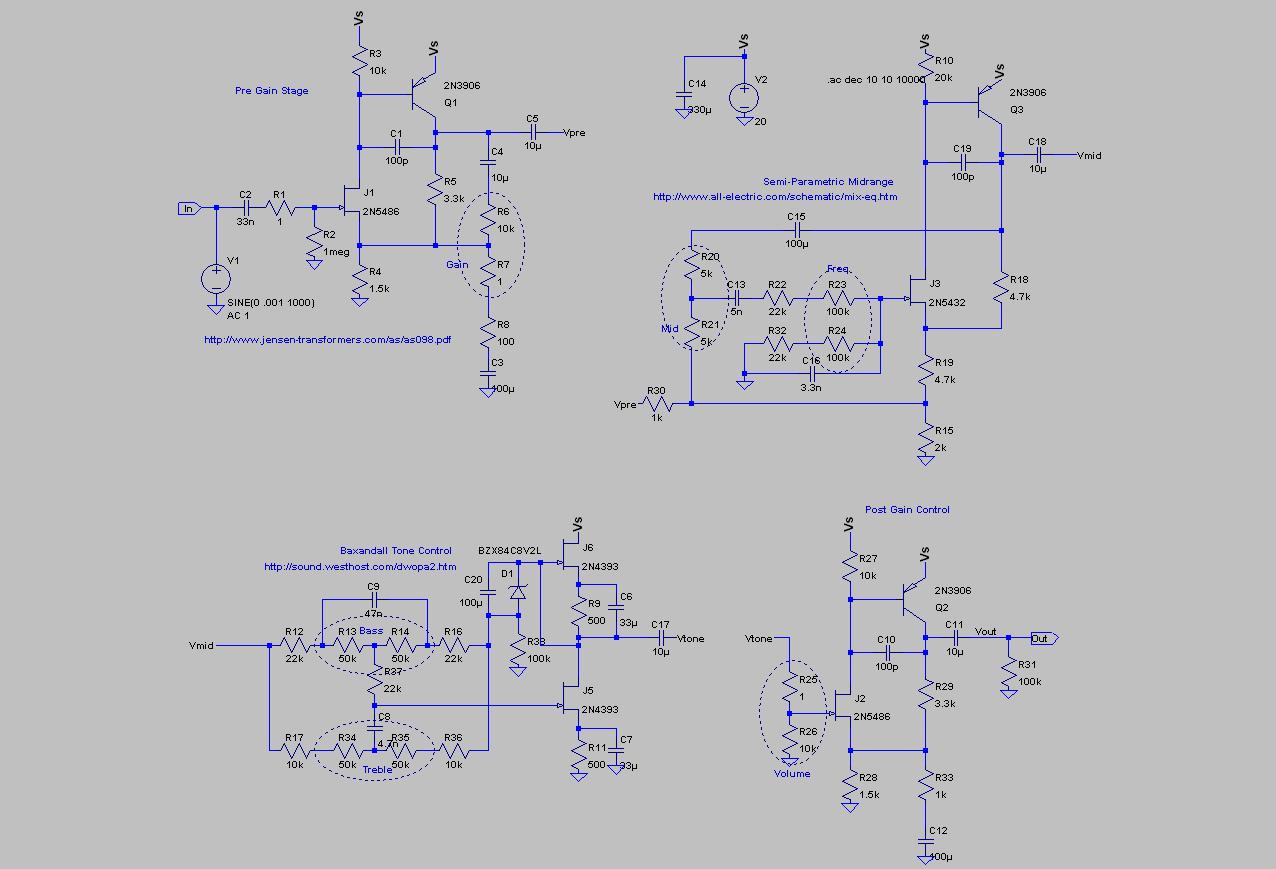 Pre Gain Stage
Vs
R3
10k
Vs
2N3906
Q1
C1
100p
C5
10µ
Vpre
C4
10µ
R5
3.3k
R6
10k
Gain
R7
1
In
C2
33n
R1
1
J1
2N5486
R2
1meg
R4
1.5k
V1
SINE(0 .001 1000)
AC 1
R8
100
C3
100µ
http://www.jensen-transformers.com/as/as098.pdf
Vs
C14
330µ
V2
20
.ac dec 10 10 10000
Vs
R10
20k
Vs
2N3906
Q3
C19
100p
C18
10µ
Vmid
Semi-Parametric Midrange
http://www.all-electric.com/schematic/mix-eq.htm
C15
100µ
R20
5k
Mid
R21
5k
C13
5n
R22
22k
Freq
R23
100k
R32
22k
R24
100k
C16
3.3n
J3
2N5432
R18
4.7k
R19
4.7k
Vpre
R30
1k
R15
2k
Baxandall Tone Control
http://sound.westhost.com/dwopa2.htm
C9
47n
Vmid
R12
22k
Bass
R13
50k
R14
50k
R16
22k
R37
22k
C8
4.7n
R17
10k
R34
50k
R35
50k
Treble
R36
10k
BZX84C8V2L
D1
C20
100µ
R38
100k
Vs
J6
2N4393
R9
500
C6
33µ
C17
10µ
Vtone
J5
2N4393
R11
500
C7
33µ
Post Gain Control
Vs
R27
10k
Vs
2N3906
Q2
C10
100p
C11
10µ
Vout
Out
R31
100k
Vtone
R25
1
R26
10k
Volume
J2
2N5486
R29
3.3k
R28
1.5k
R33
1k
C12
100µ